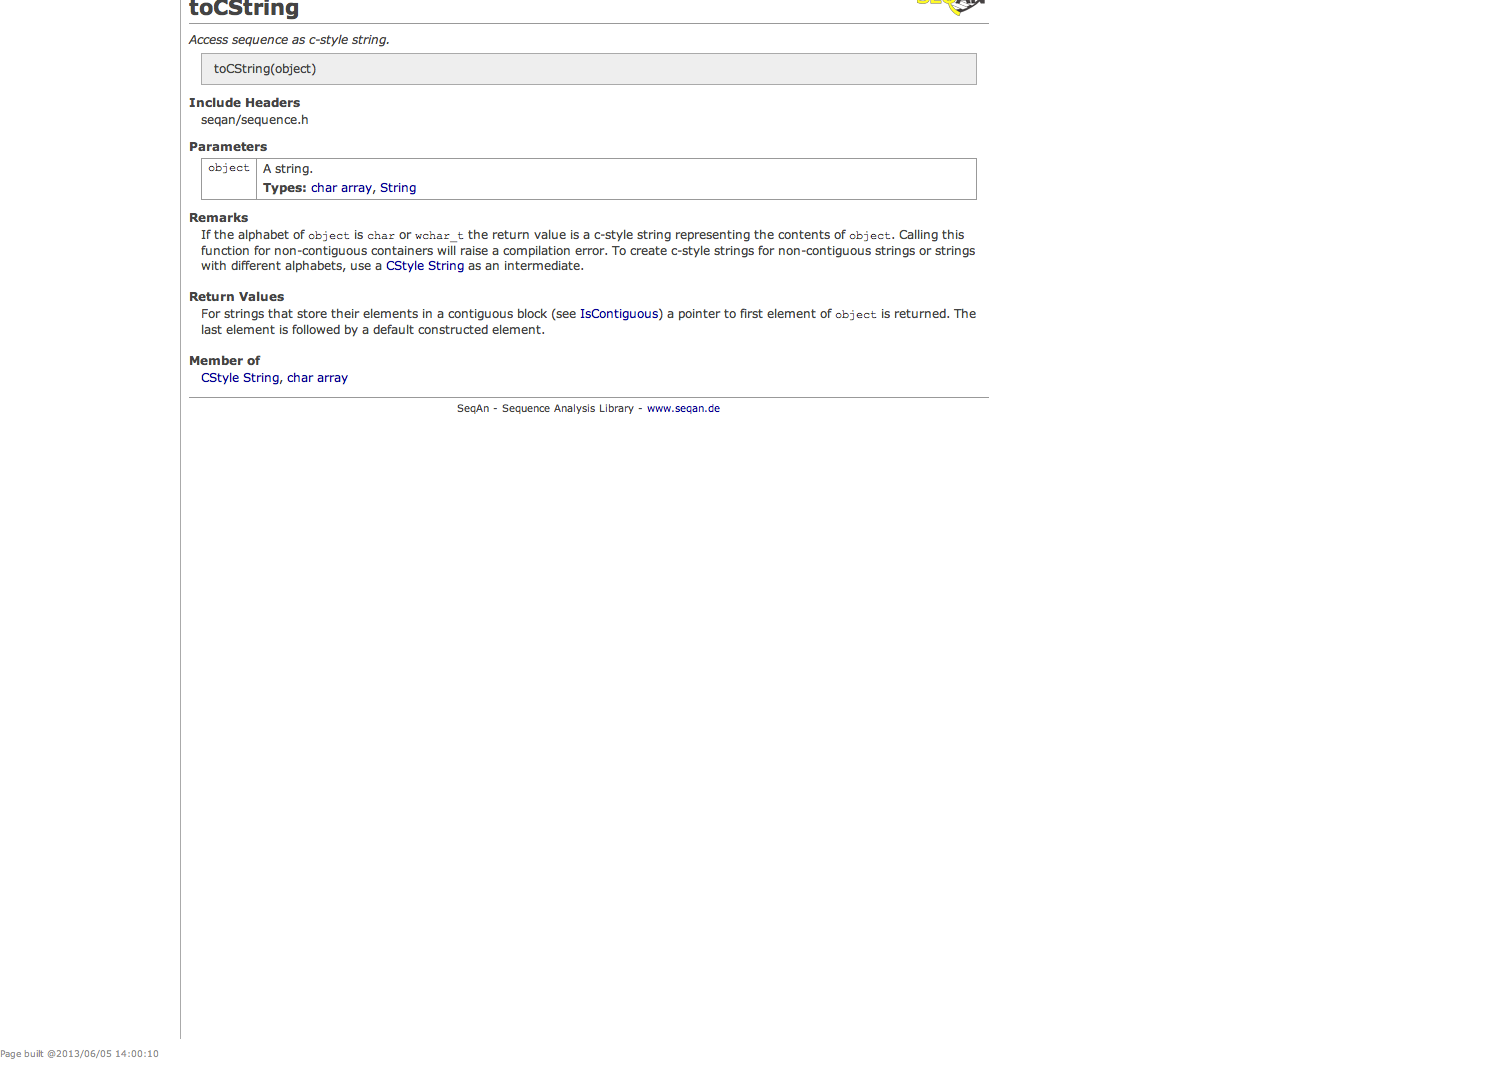 toCString
SEQAN
Access sequence as c-style string.
toCString(object)
Include Headers
seqan/sequence.h
Parameters
object A string.
Types: char array, String
Remarks
If the alphabet of object is char or wchar_t the return value is a c-style string representing the contents of object. Calling this
function for non-contiguous containers will raise a compilation error. To create c-style strings for non-contiguous strings or strings
with different alphabets, use a CStyle String as an intermediate.
Return Values
For strings that store their elements in a contiguous block (see IsContiguous) a pointer to first element of object is returned. The
last element is followed by a default constructed element.
Member of
CStyle String, char array
SeqAn - Sequence Analysis Library - www.seqan.de
Page built @2013/06/05 14:00:10